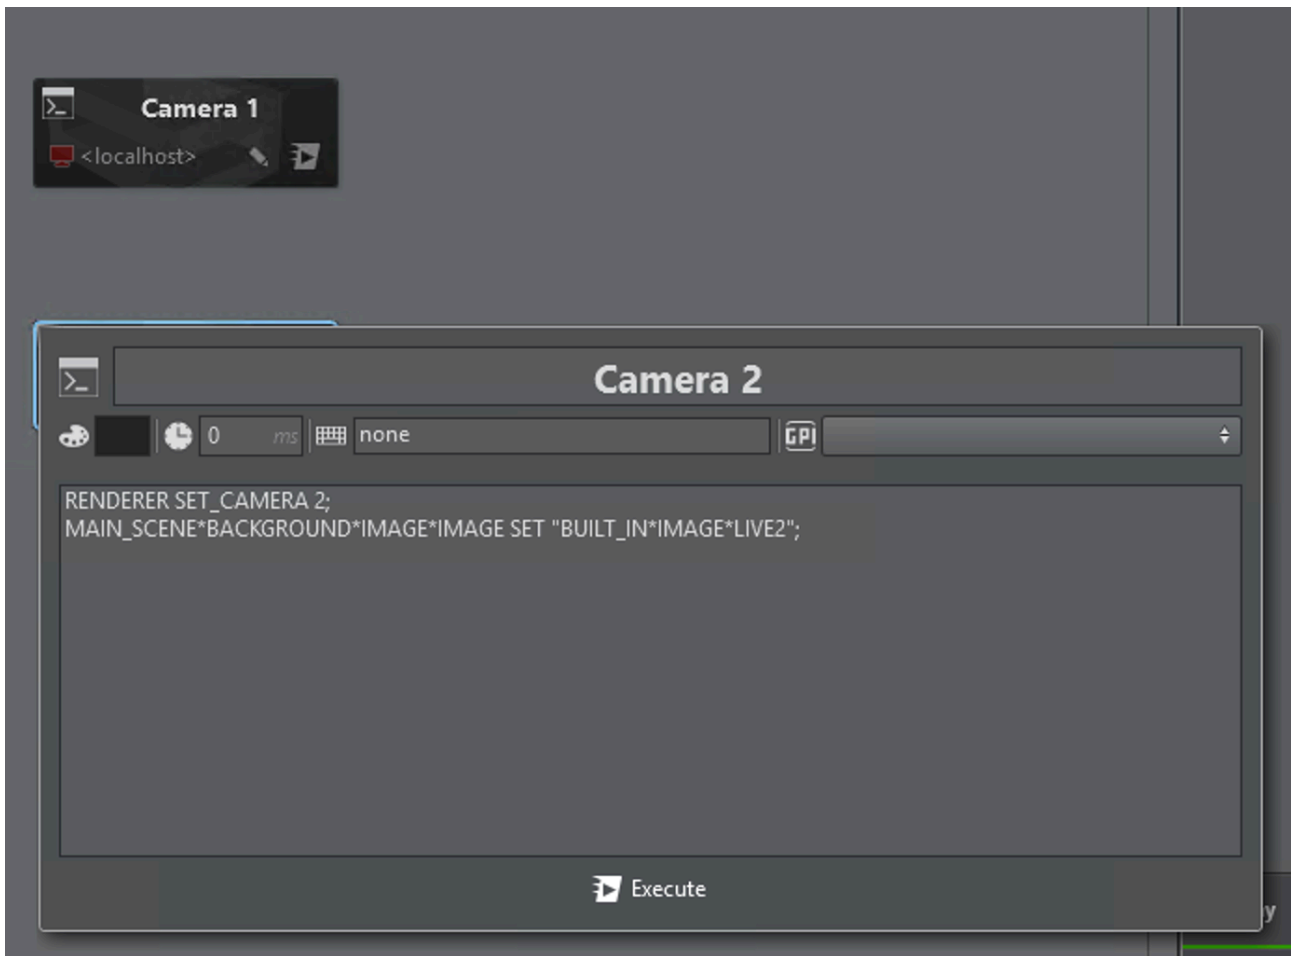 Camera 1
<localhost>
Camera 2
0 ms none GPI
RENDERER SET_CAMERA 2;
MAIN_SCENE*BACKGROUND*IMAGE*IMAGE SET "BUILT_IN*IMAGE*LIVE2";
Execute